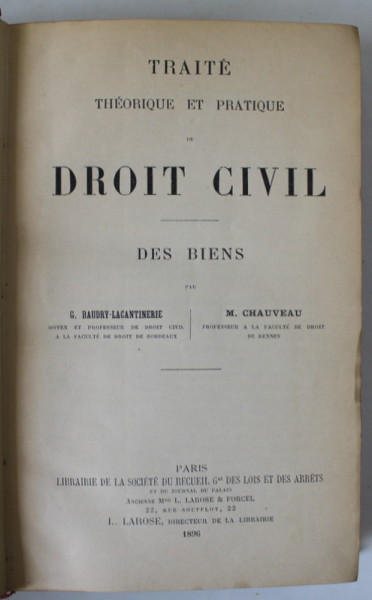 TRAITÉ
THÉORIQUE ET PRATIQUE
DE
DROIT CIVIL
DES BIENS
PAR
G. BAUDRY-LACANTINERIE
DOYEN ET PROFESSEUR DE DROIT CIVIL
A LA FACULTÉ DE DROIT DE BORDEAUX
M. CHAUVEAU
PROFESSEUR A LA FACULTÉ DE DROIT
DE RENNES
PARIS
LIBRAIRIE DE LA SOCIÉTÉ DU RECUEIL Gal DES LOIS ET DES ARRÊTS
ET DU JOURNAL DU PALAIS
ANCIENNE Mon L. LAROSE & FORCEL
22, RUE SOUFFLOT, 22
L. LAROSE, DIRECTEUR DE LA LIBRAIRIE
1896